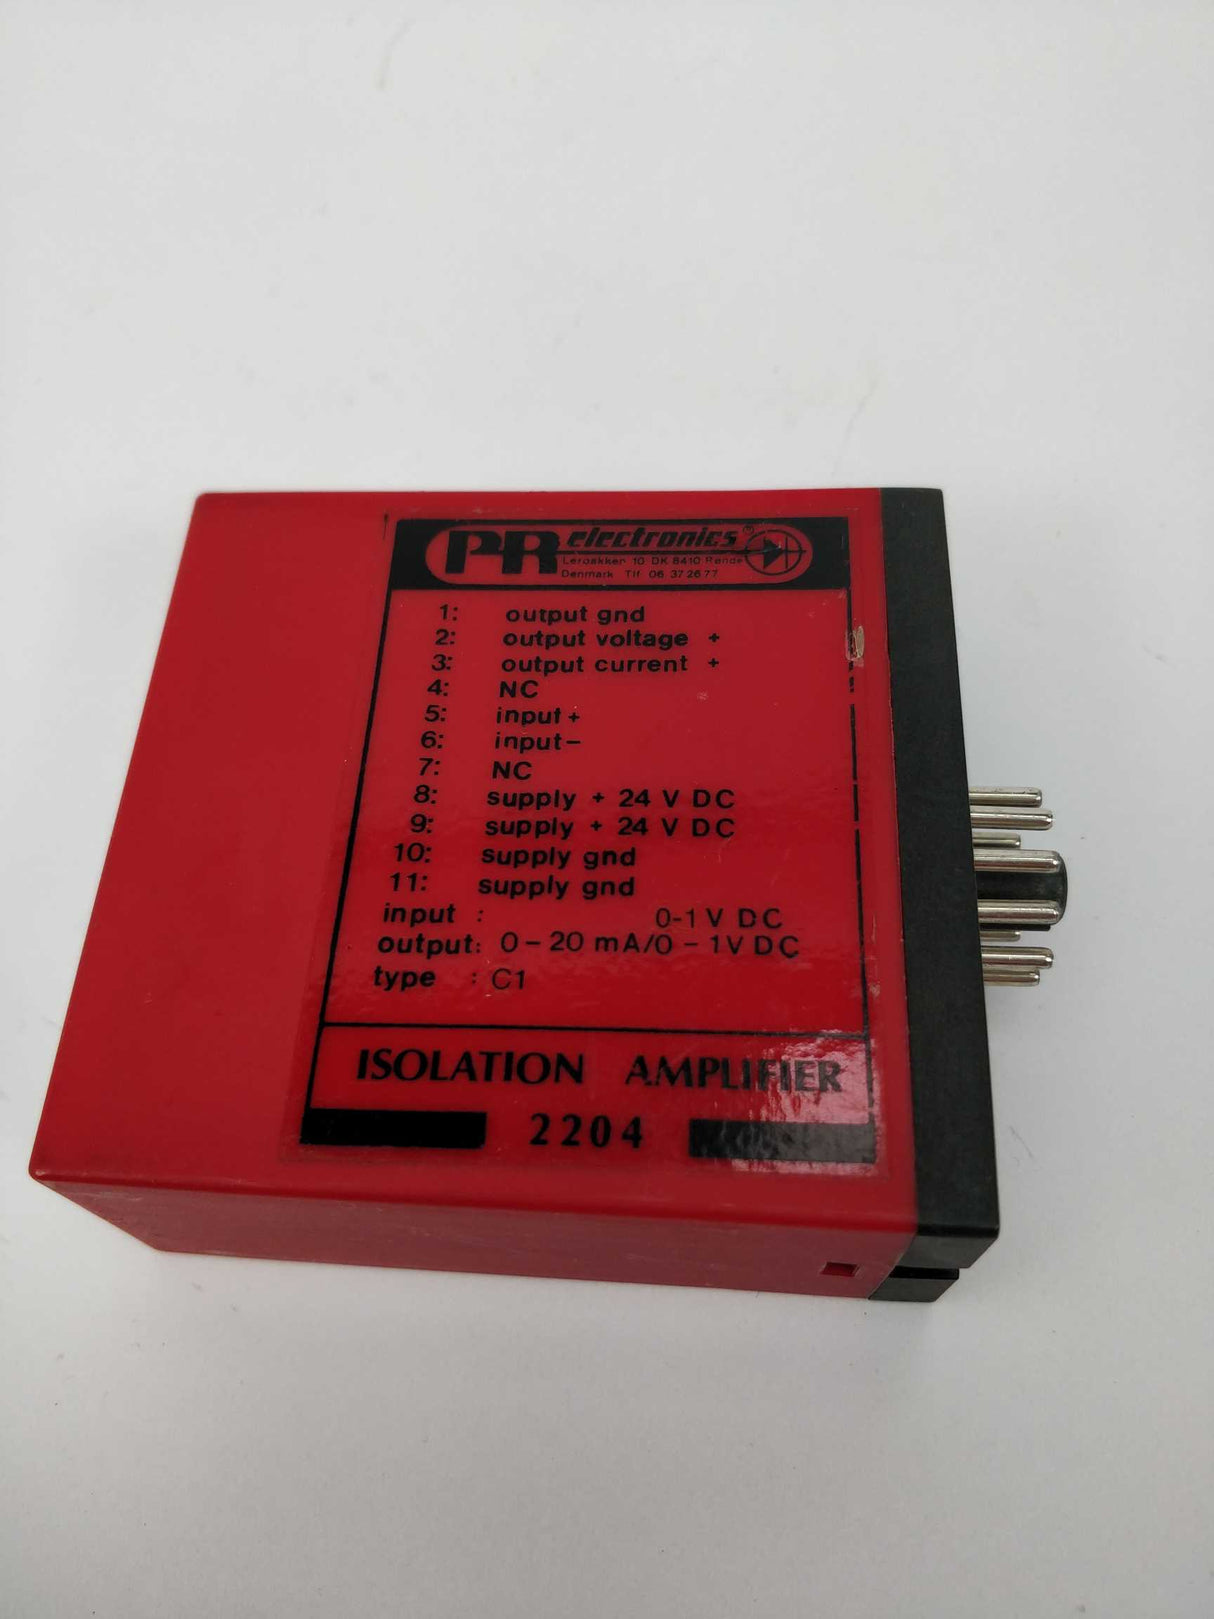 PR electronics®
Lerbakken 10 DK 8410 Rønde
Denmark Tlf 06 37 26 77
1: output gnd
2: output voltage +
3: output current +
4: NC
5: input +
6: input –
7: NC
8: supply + 24 V DC
9: supply + 24 V DC
10: supply gnd
11: supply gnd
input : 0-1 V DC
output: 0 – 20 mA/0 – 1V DC
type : C1
ISOLATION AMPLIFIER
2204